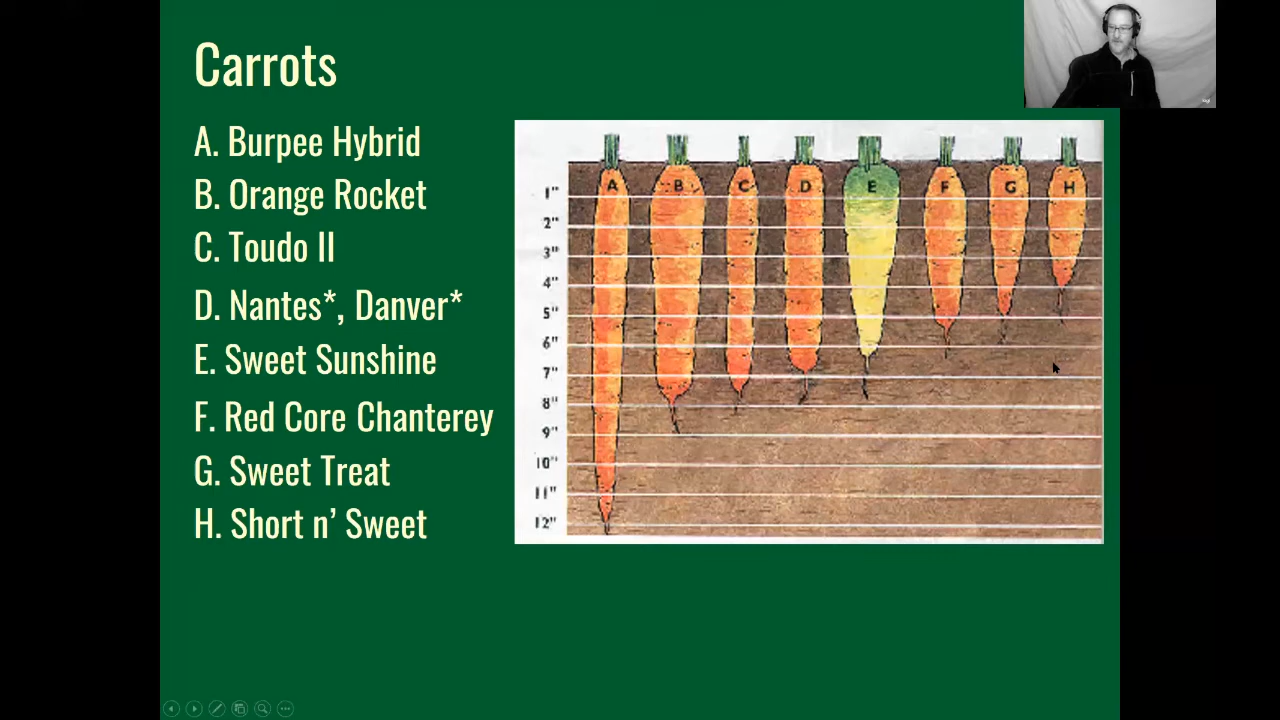 Carrots
A. Burpee Hybrid
B. Orange Rocket
C. Toudo II
D. Nantes*, Danver*
E. Sweet Sunshine
F. Red Core Chanterey
G. Sweet Treat
H. Short n’ Sweet
A B C D E F G H
1"
2"
3"
4"
5"
6"
7"
8"
9"
10"
11"
12"